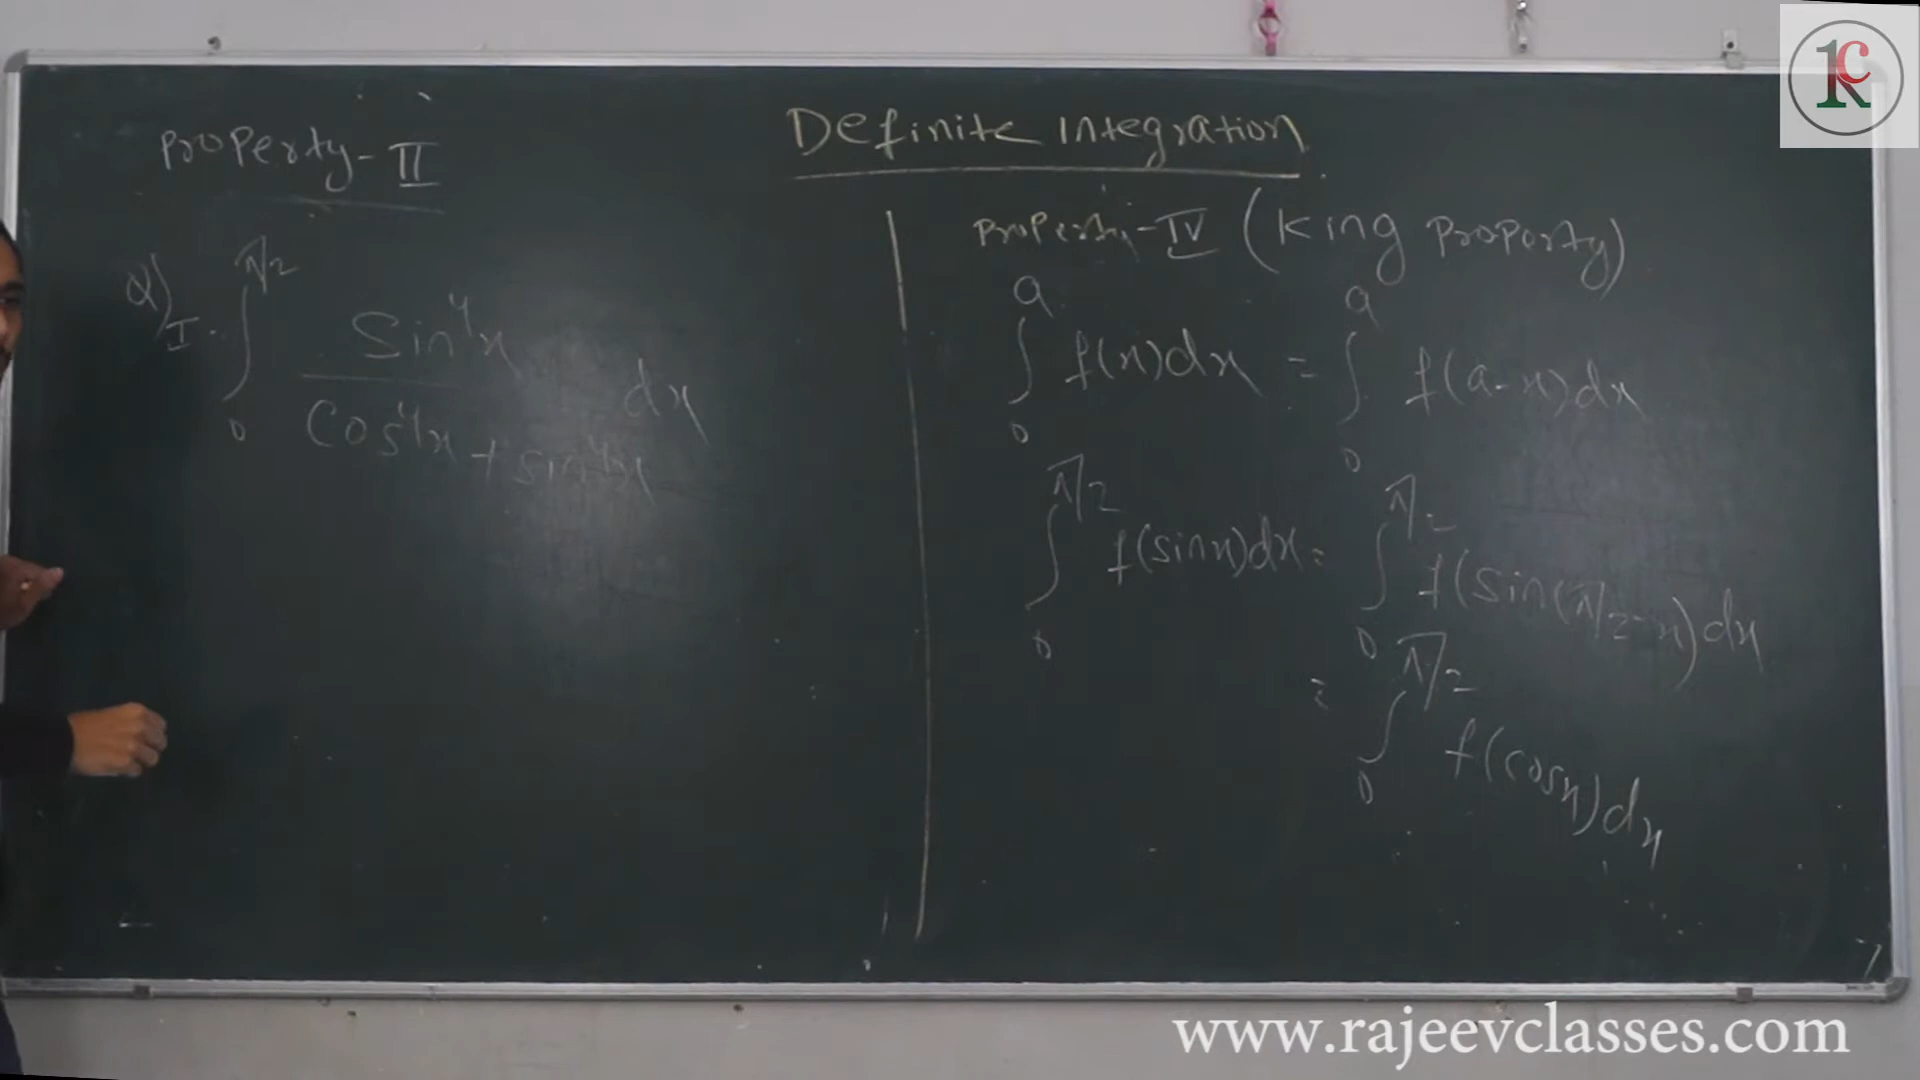 Definite Integration
Property-II
Q) I. ∫₀^(π/2) Sin⁴x / (Cos⁴x + sin⁴x) dx
Property-IV (King Property)
∫₀^a f(x)dx = ∫₀^a f(a-x)dx
∫₀^(π/2) f(sinx)dx = ∫₀^(π/2) f(Sin(π/2-x)dx
= ∫₀^(π/2) f(cosx)dx
1RC
www.rajeevclasses.com